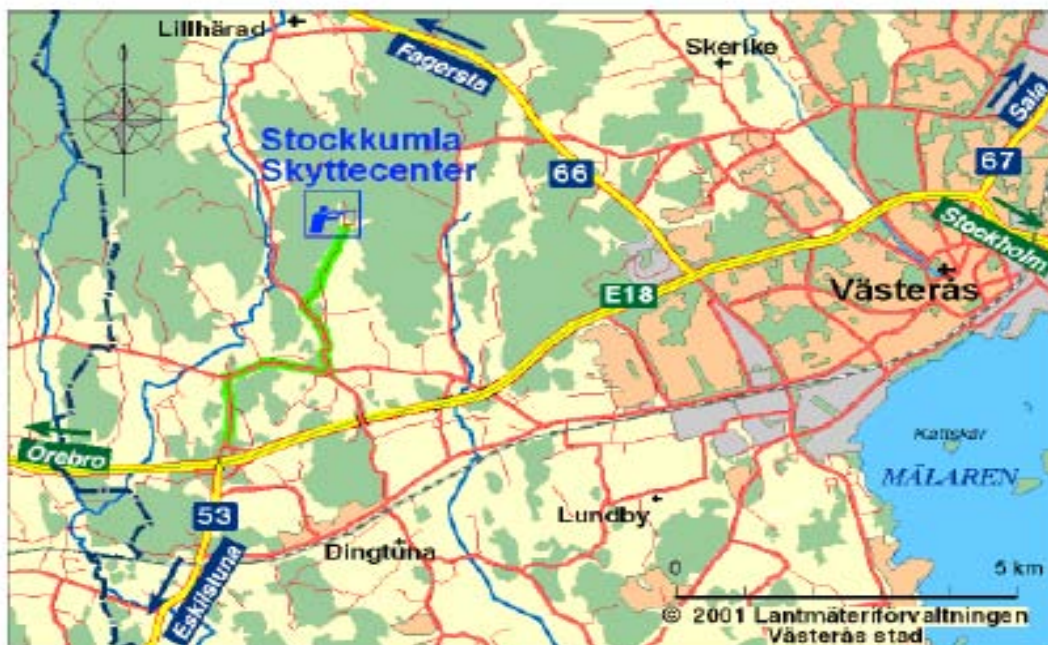 Lillhärad
Fagersta
Skerike
Sala
Stockkumla
Skyttecenter
66
67
Stockholm
E18
Västerås
Örebro
Kattskär
MÄLAREN
53
Lundby
Dingtuna
Eskilstuna
0
5 km
© 2001 Lantmäteriförvaltningen
Västerås stad